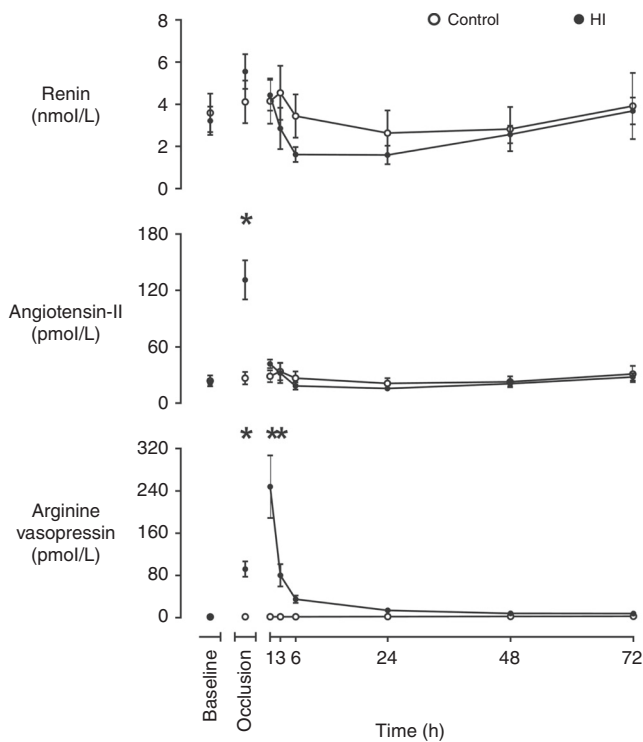 Control HI
Renin
(nmol/L)
8
6
4
2
0
*
Angiotensin-II
(pmol/L)
180
120
60
0
* * *
Arginine
vasopressin
(pmol/L)
320
240
160
80
0
Baseline
Occlusion
1 3 6 24 48 72
Time (h)